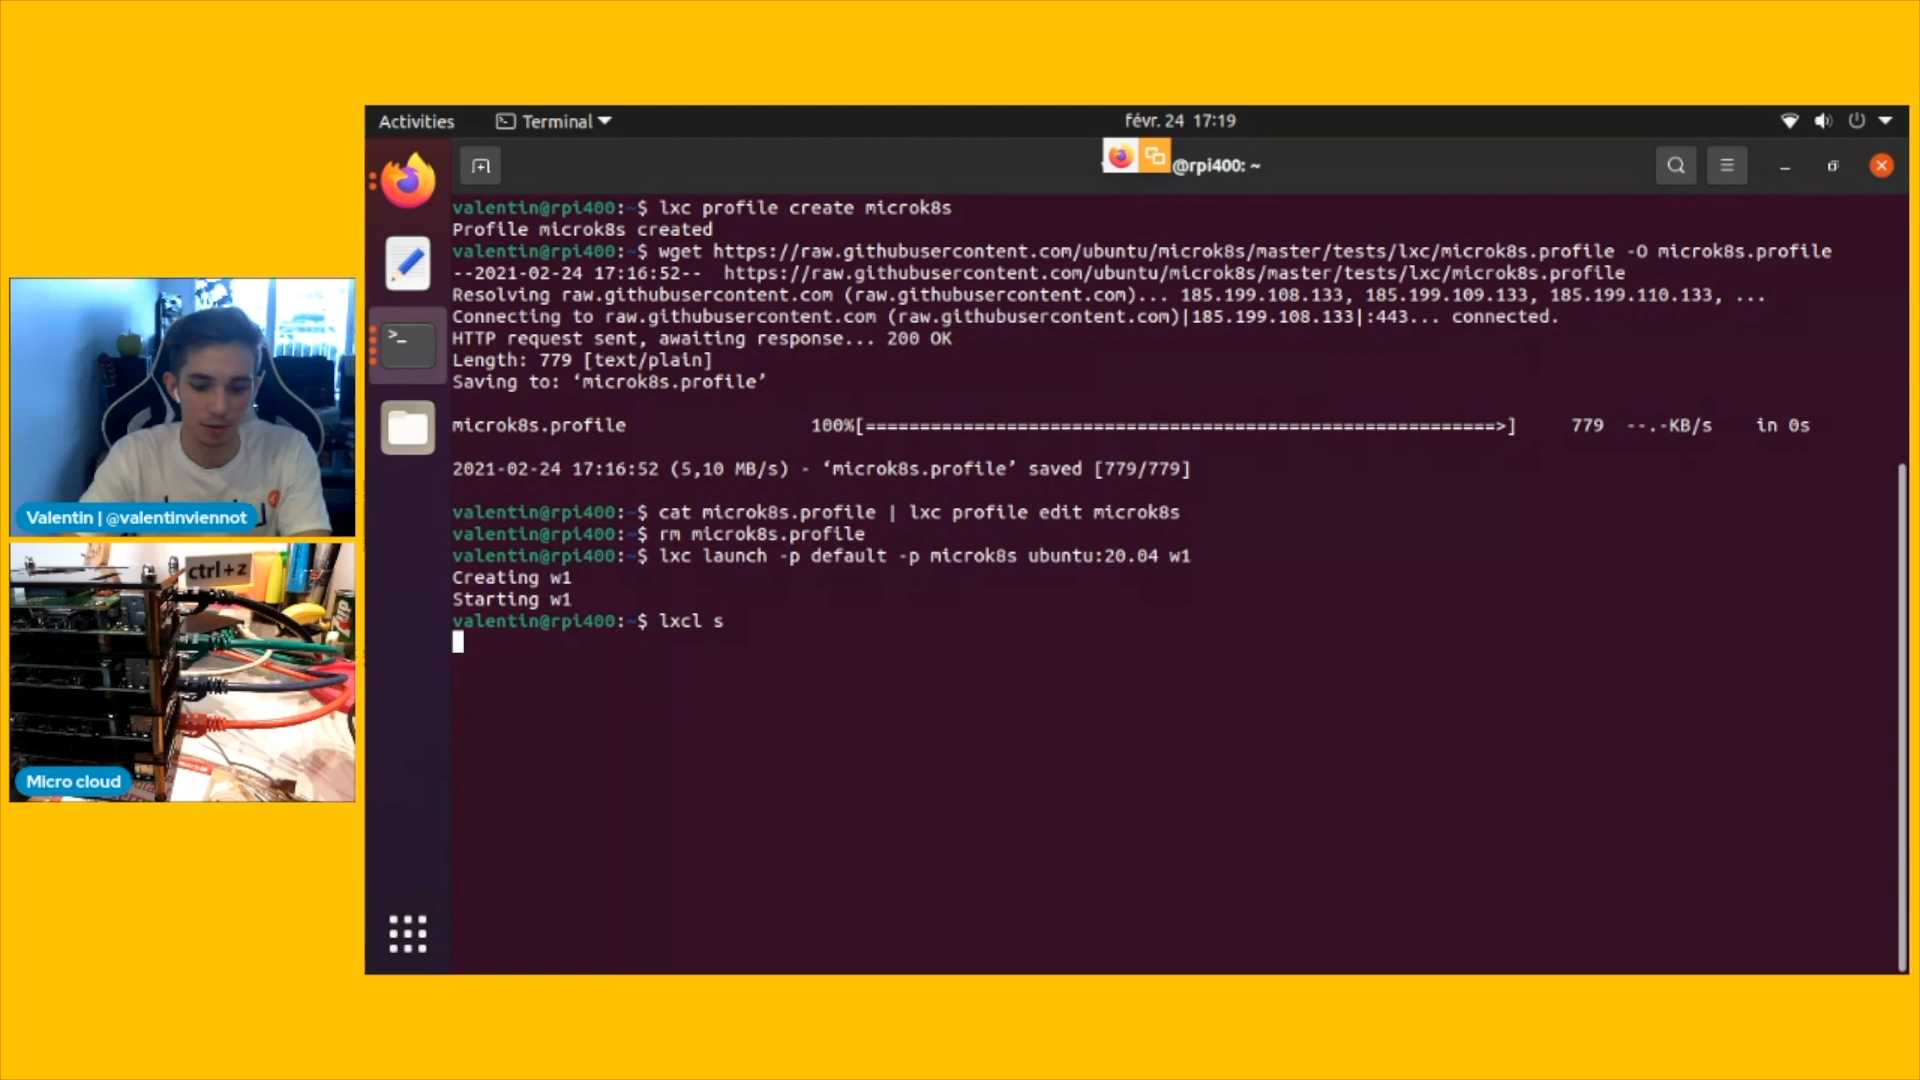 Activities
Terminal
févr. 24 17:19
@rpi400: ~
valentin@rpi400:~$ lxc profile create microk8s
Profile microk8s created
valentin@rpi400:~$ wget https://raw.githubusercontent.com/ubuntu/microk8s/master/tests/lxc/microk8s.profile -O microk8s.profile
--2021-02-24 17:16:52--  https://raw.githubusercontent.com/ubuntu/microk8s/master/tests/lxc/microk8s.profile
Resolving raw.githubusercontent.com (raw.githubusercontent.com)... 185.199.108.133, 185.199.109.133, 185.199.110.133, ...
Connecting to raw.githubusercontent.com (raw.githubusercontent.com)|185.199.108.133|:443... connected.
HTTP request sent, awaiting response... 200 OK
Length: 779 [text/plain]
Saving to: ‘microk8s.profile’
microk8s.profile 100%[==========================================================>] 779 --.-KB/s in 0s
2021-02-24 17:16:52 (5,10 MB/s) - ‘microk8s.profile’ saved [779/779]
valentin@rpi400:~$ cat microk8s.profile | lxc profile edit microk8s
valentin@rpi400:~$ rm microk8s.profile
valentin@rpi400:~$ lxc launch -p default -p microk8s ubuntu:20.04 w1
Creating w1
Starting w1
valentin@rpi400:~$ lxcl s
Valentin | @valentinviennot
ctrl+z
Micro cloud